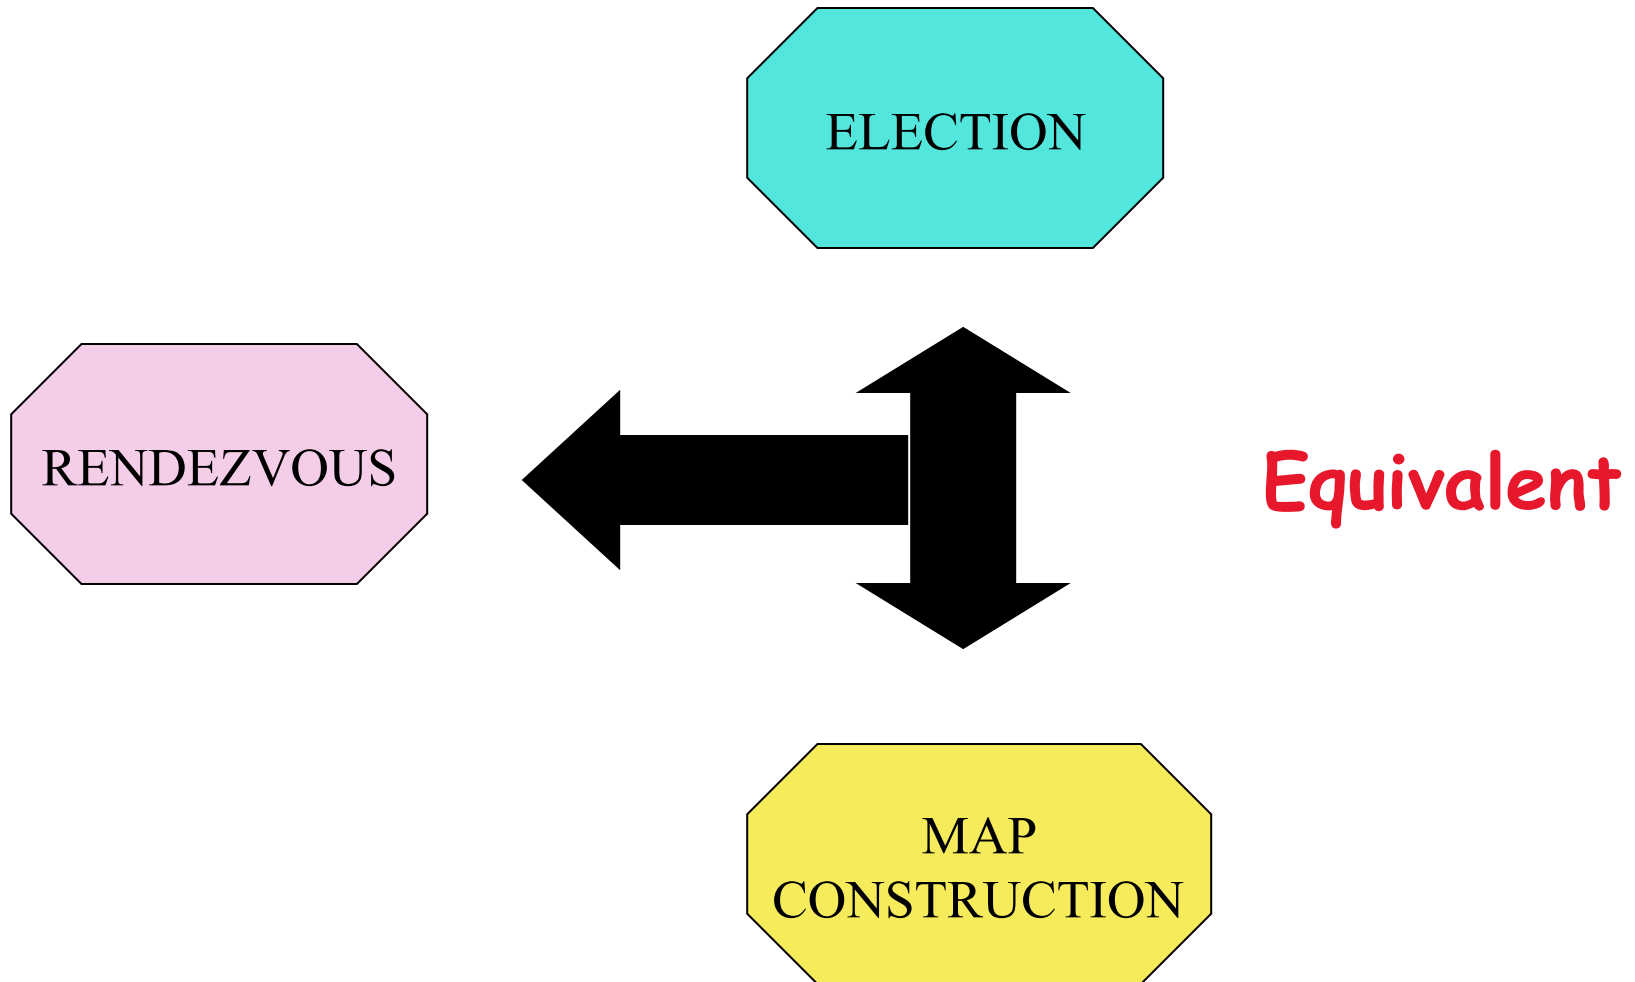 ELECTION
RENDEZVOUS
Equivalent
MAP
CONSTRUCTION